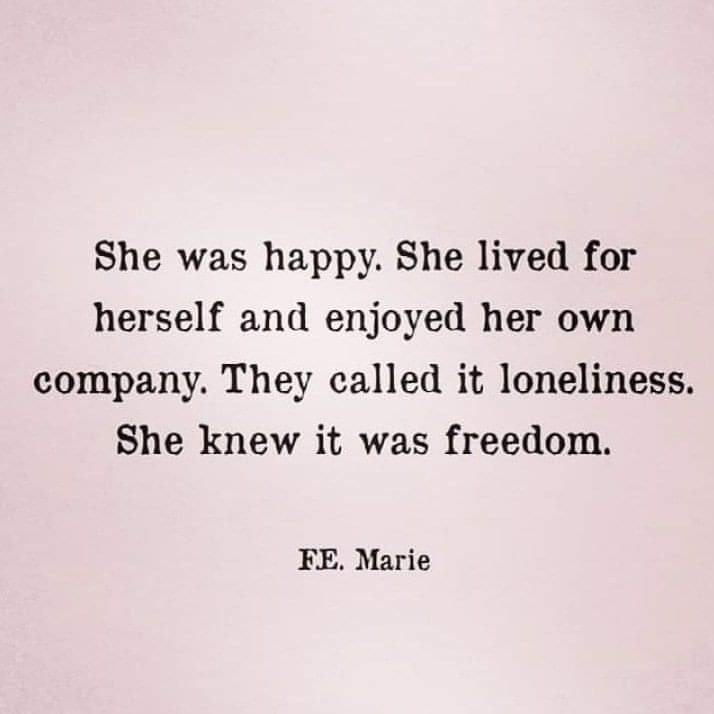 She was happy. She lived for
herself and enjoyed her own
company. They called it loneliness.
She knew it was freedom.
F.E. Marie